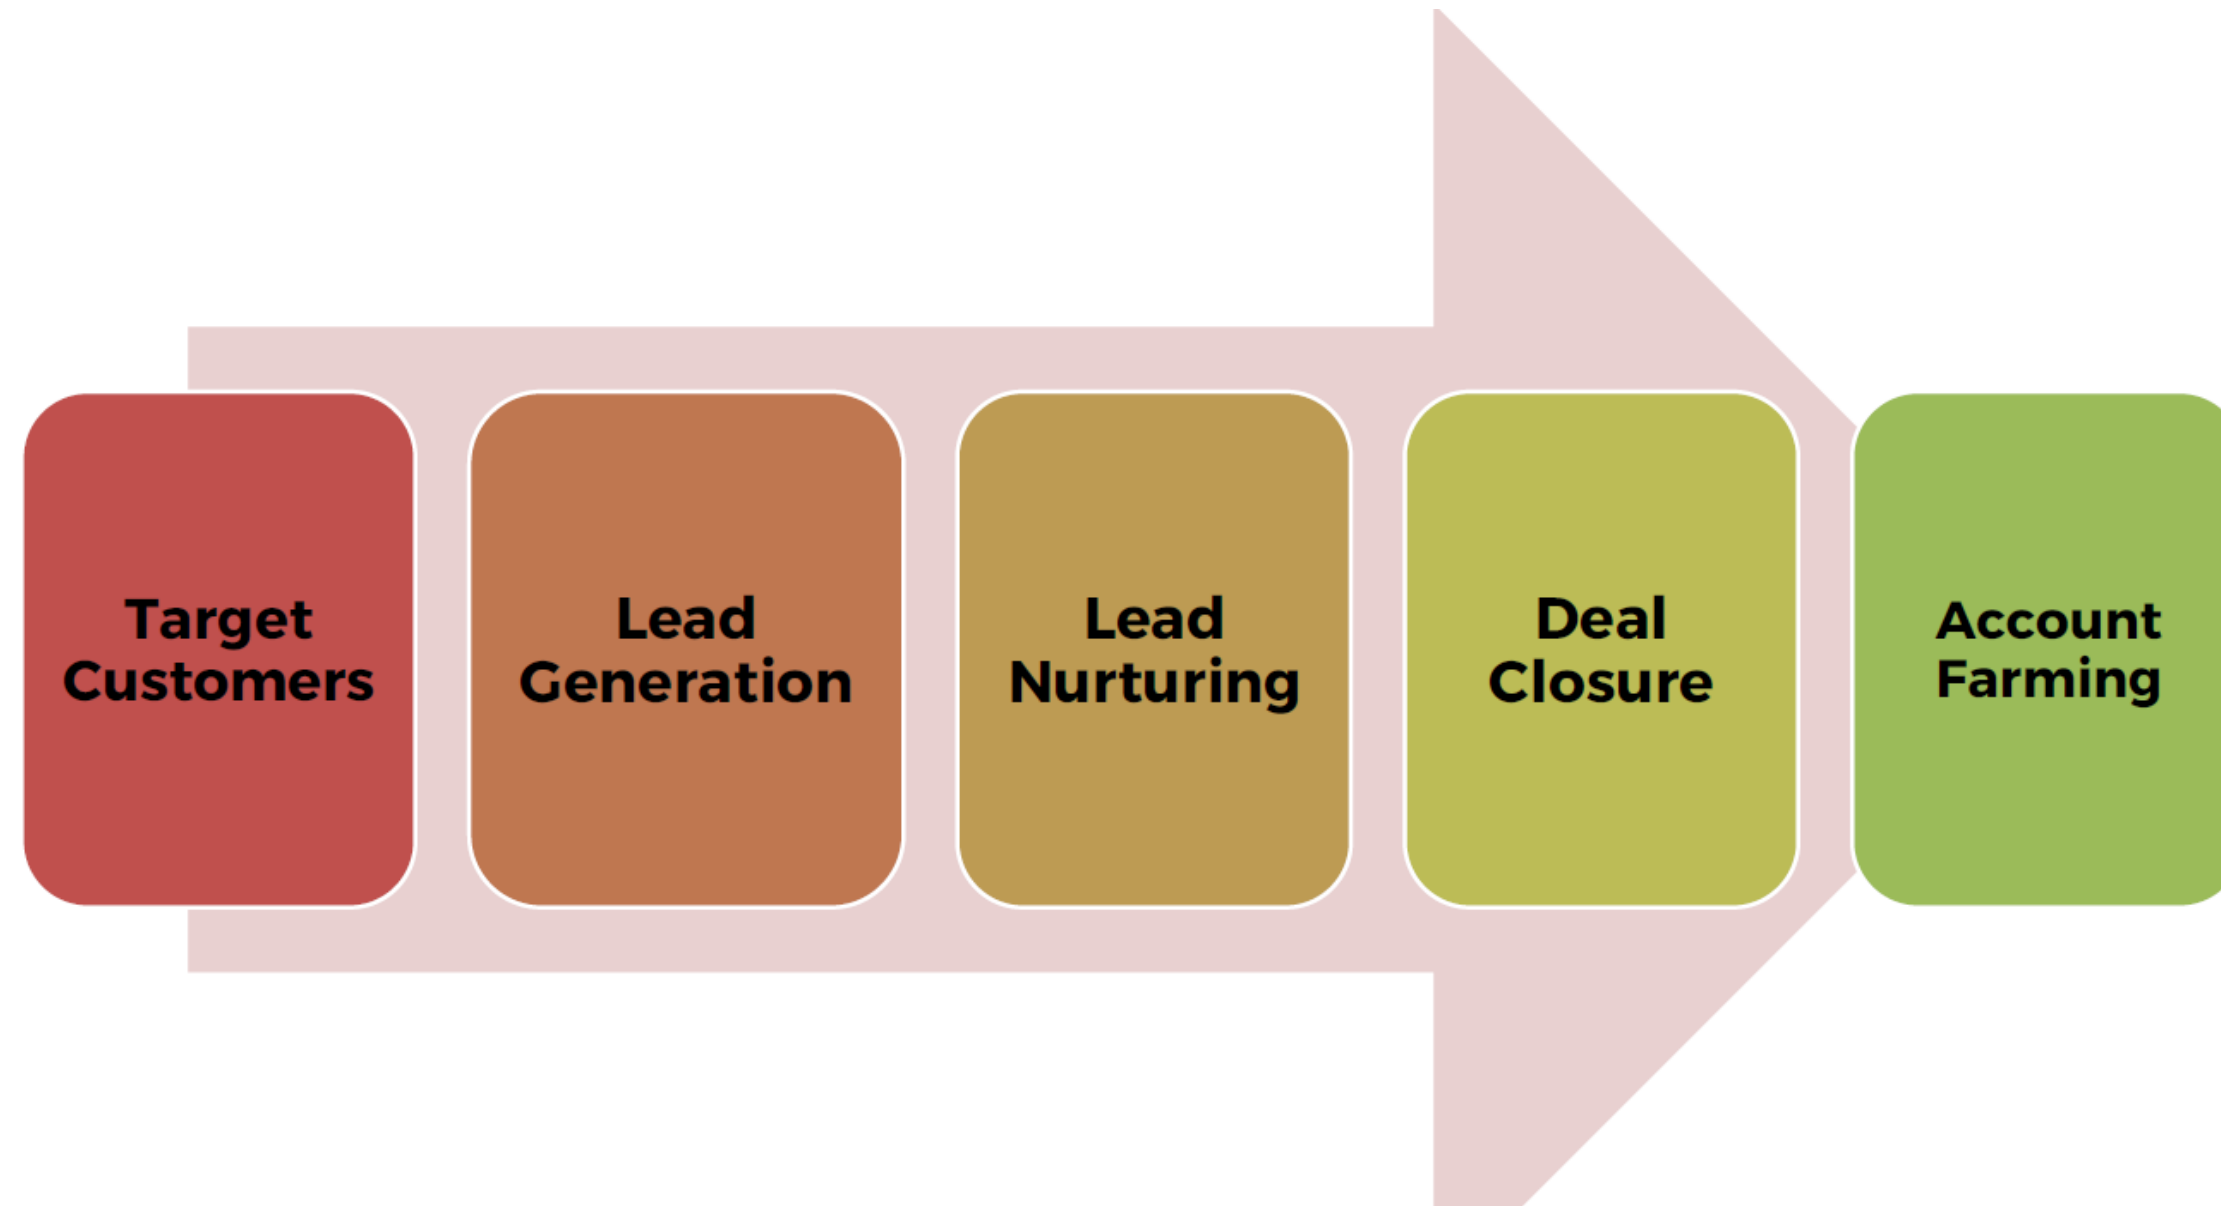 Target
Customers
Lead
Generation
Lead
Nurturing
Deal
Closure
Account
Farming